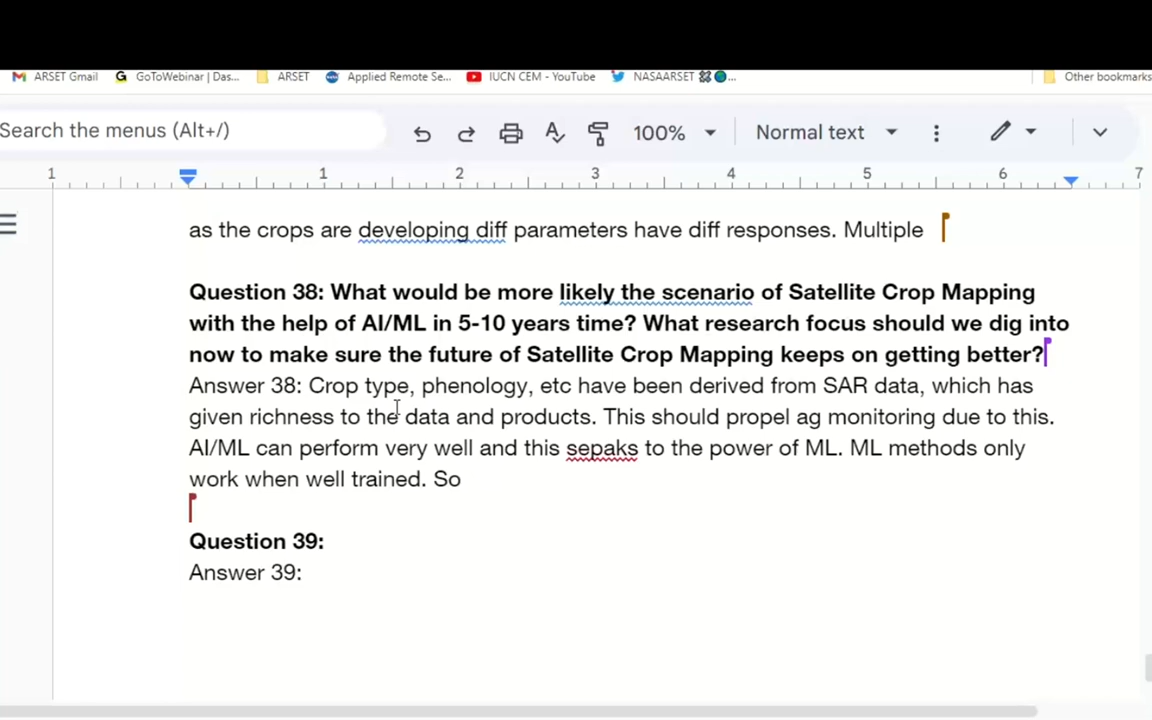 ARSET Gmail GoToWebinar | Das... ARSET Applied Remote Se... IUCN CEM - YouTube NASAARSET 🛰🌎... Other bookmarks
Search the menus (Alt+/) 100% Normal text
1 1 2 3 4 5 6 7
as the crops are developing diff parameters have diff responses. Multiple
Question 38: What would be more likely the scenario of Satellite Crop Mapping
with the help of AI/ML in 5-10 years time? What research focus should we dig into
now to make sure the future of Satellite Crop Mapping keeps on getting better?
Answer 38: Crop type, phenology, etc have been derived from SAR data, which has
given richness to the data and products. This should propel ag monitoring due to this.
AI/ML can perform very well and this sepaks to the power of ML. ML methods only
work when well trained. So
Question 39:
Answer 39: